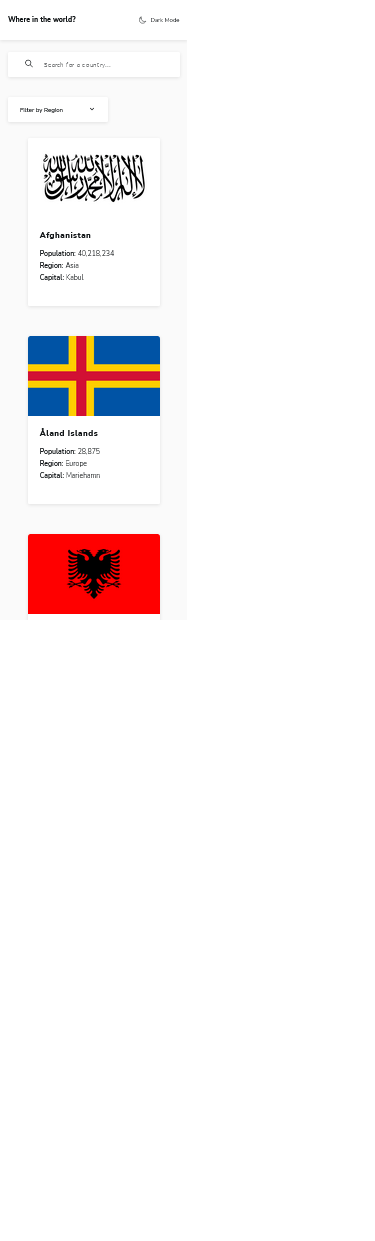 Where in the world?
Dark Mode
Search for a country...
Filter by Region
لا إله إلا الله محمد رسول الله
Afghanistan
Population: 40,218,234
Region: Asia
Capital: Kabul
Åland Islands
Population: 28,875
Region: Europe
Capital: Mariehamn